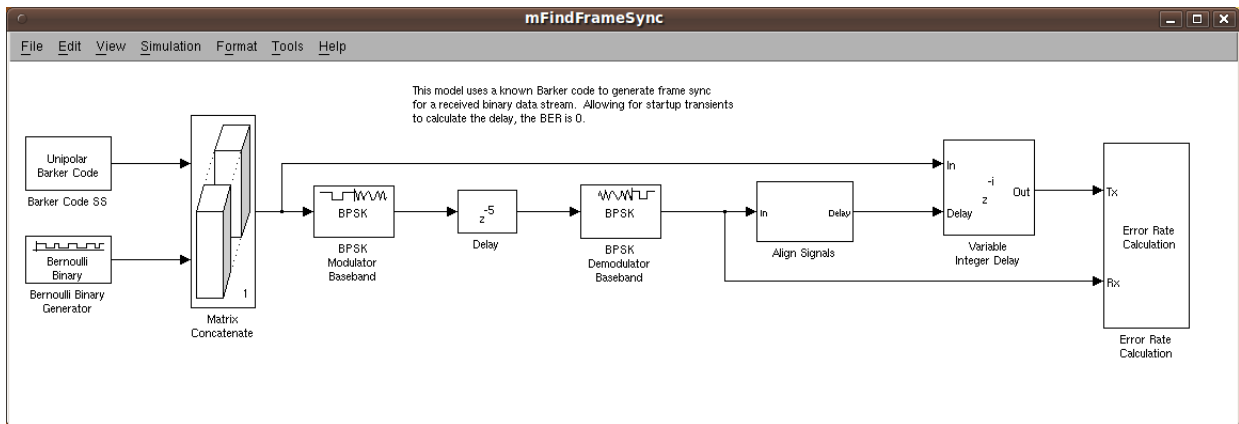 mFindFrameSync
File Edit View Simulation Format Tools Help
This model uses a known Barker code to generate frame sync
for a received binary data stream. Allowing for startup transients
to calculate the delay, the BER is 0.
Unipolar
Barker Code
Barker Code SS
Bernoulli
Binary
Bernoulli Binary
Generator
1
Matrix
Concatenate
BPSK
BPSK
Modulator
Baseband
z-5
Delay
BPSK
BPSK
Demodulator
Baseband
In Delay
Align Signals
In
Delay
-i
z
Out
Variable
Integer Delay
Tx
Rx
Error Rate
Calculation
Error Rate
Calculation